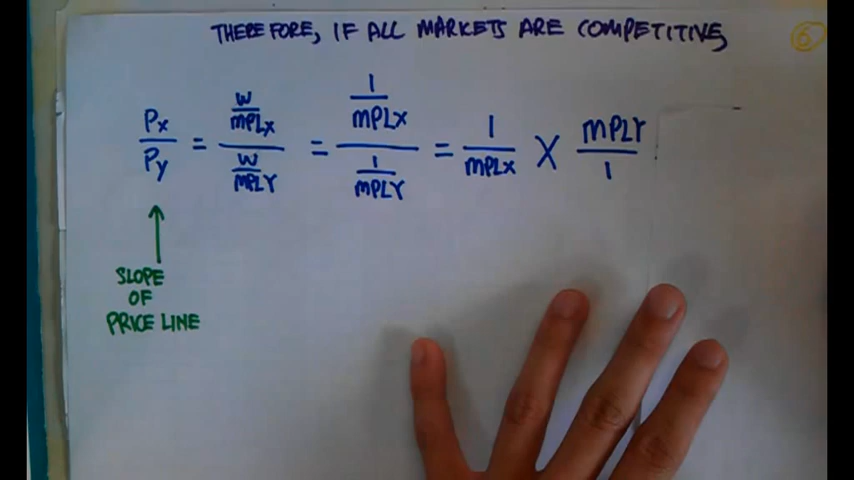 THEREFORE, IF ALL MARKETS ARE COMPETITIVE,
6
Px/Py = (W/MPLX)/(W/MPLY) = (1/MPLX)/(1/MPLY) = 1/MPLX X MPLY/1
↑
SLOPE
OF
PRICE LINE